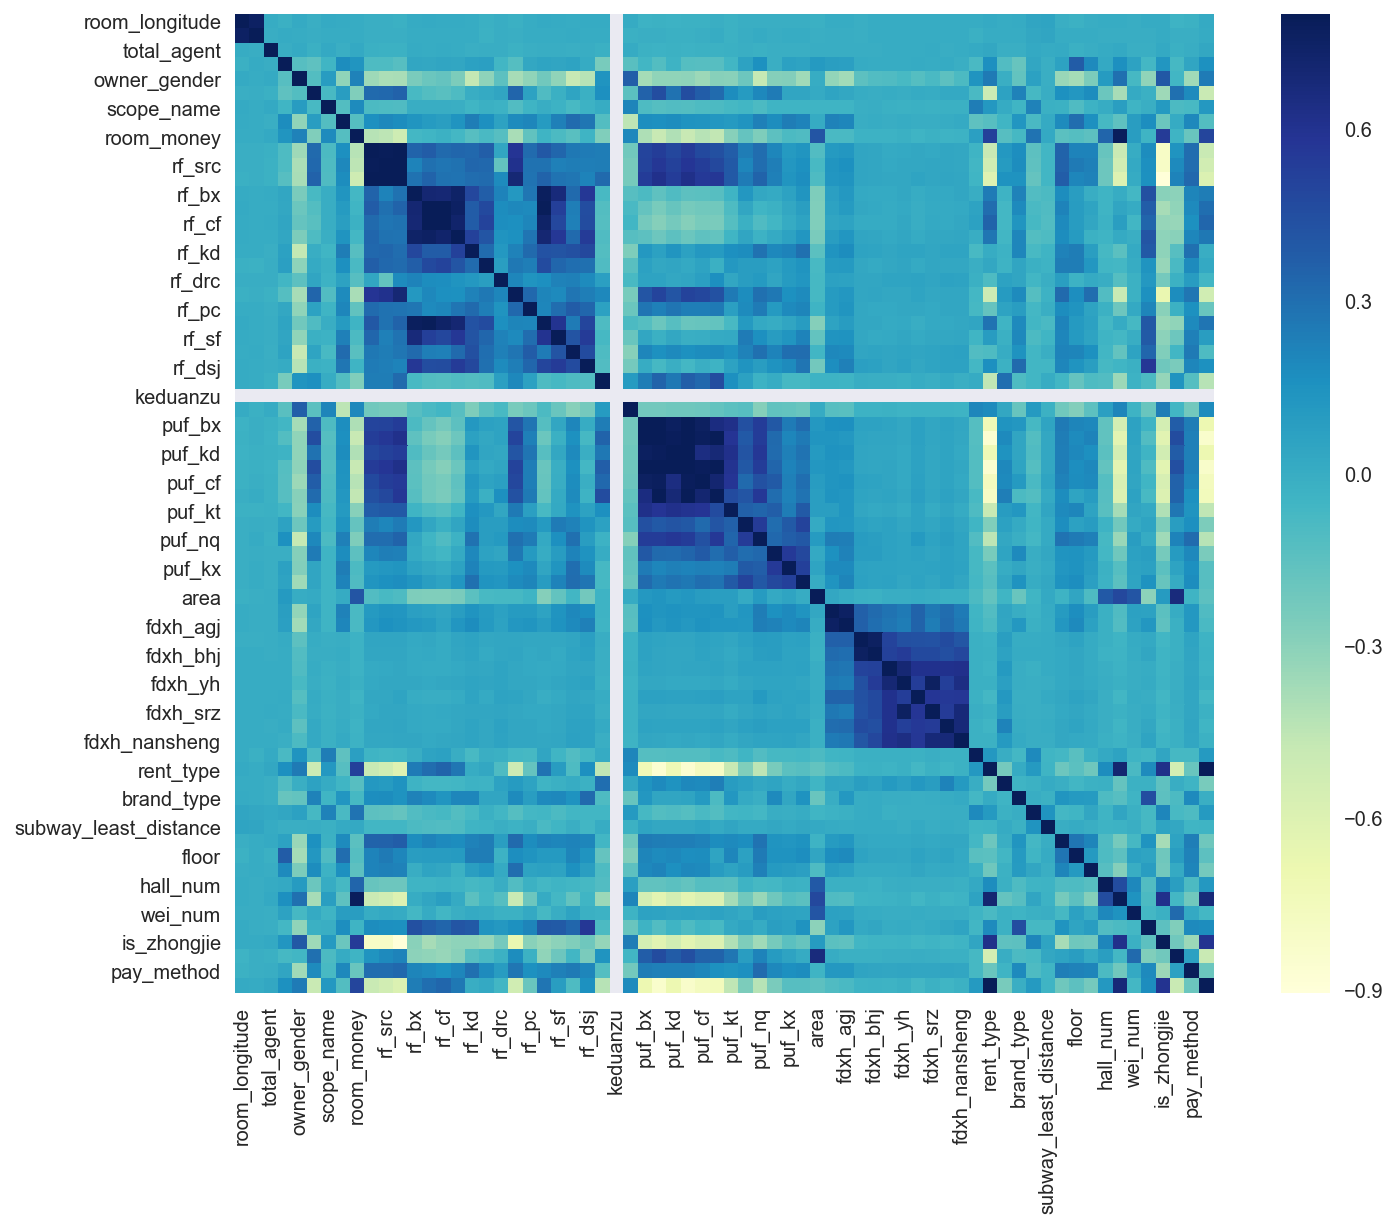 room_longitude
total_agent
owner_gender
scope_name
room_money
rf_src
rf_bx
rf_cf
rf_kd
rf_drc
rf_pc
rf_sf
rf_dsj
keduanzu
puf_bx
puf_kd
puf_cf
puf_kt
puf_nq
puf_kx
area
fdxh_agj
fdxh_bhj
fdxh_yh
fdxh_srz
fdxh_nansheng
rent_type
brand_type
subway_least_distance
floor
hall_num
wei_num
is_zhongjie
pay_method
room_longitude
total_agent
owner_gender
scope_name
room_money
rf_src
rf_bx
rf_cf
rf_kd
rf_drc
rf_pc
rf_sf
rf_dsj
keduanzu
puf_bx
puf_kd
puf_cf
puf_kt
puf_nq
puf_kx
area
fdxh_agj
fdxh_bhj
fdxh_yh
fdxh_srz
fdxh_nansheng
rent_type
brand_type
subway_least_distance
floor
hall_num
wei_num
is_zhongjie
pay_method
0.6
0.3
0.0
−0.3
−0.6
−0.9